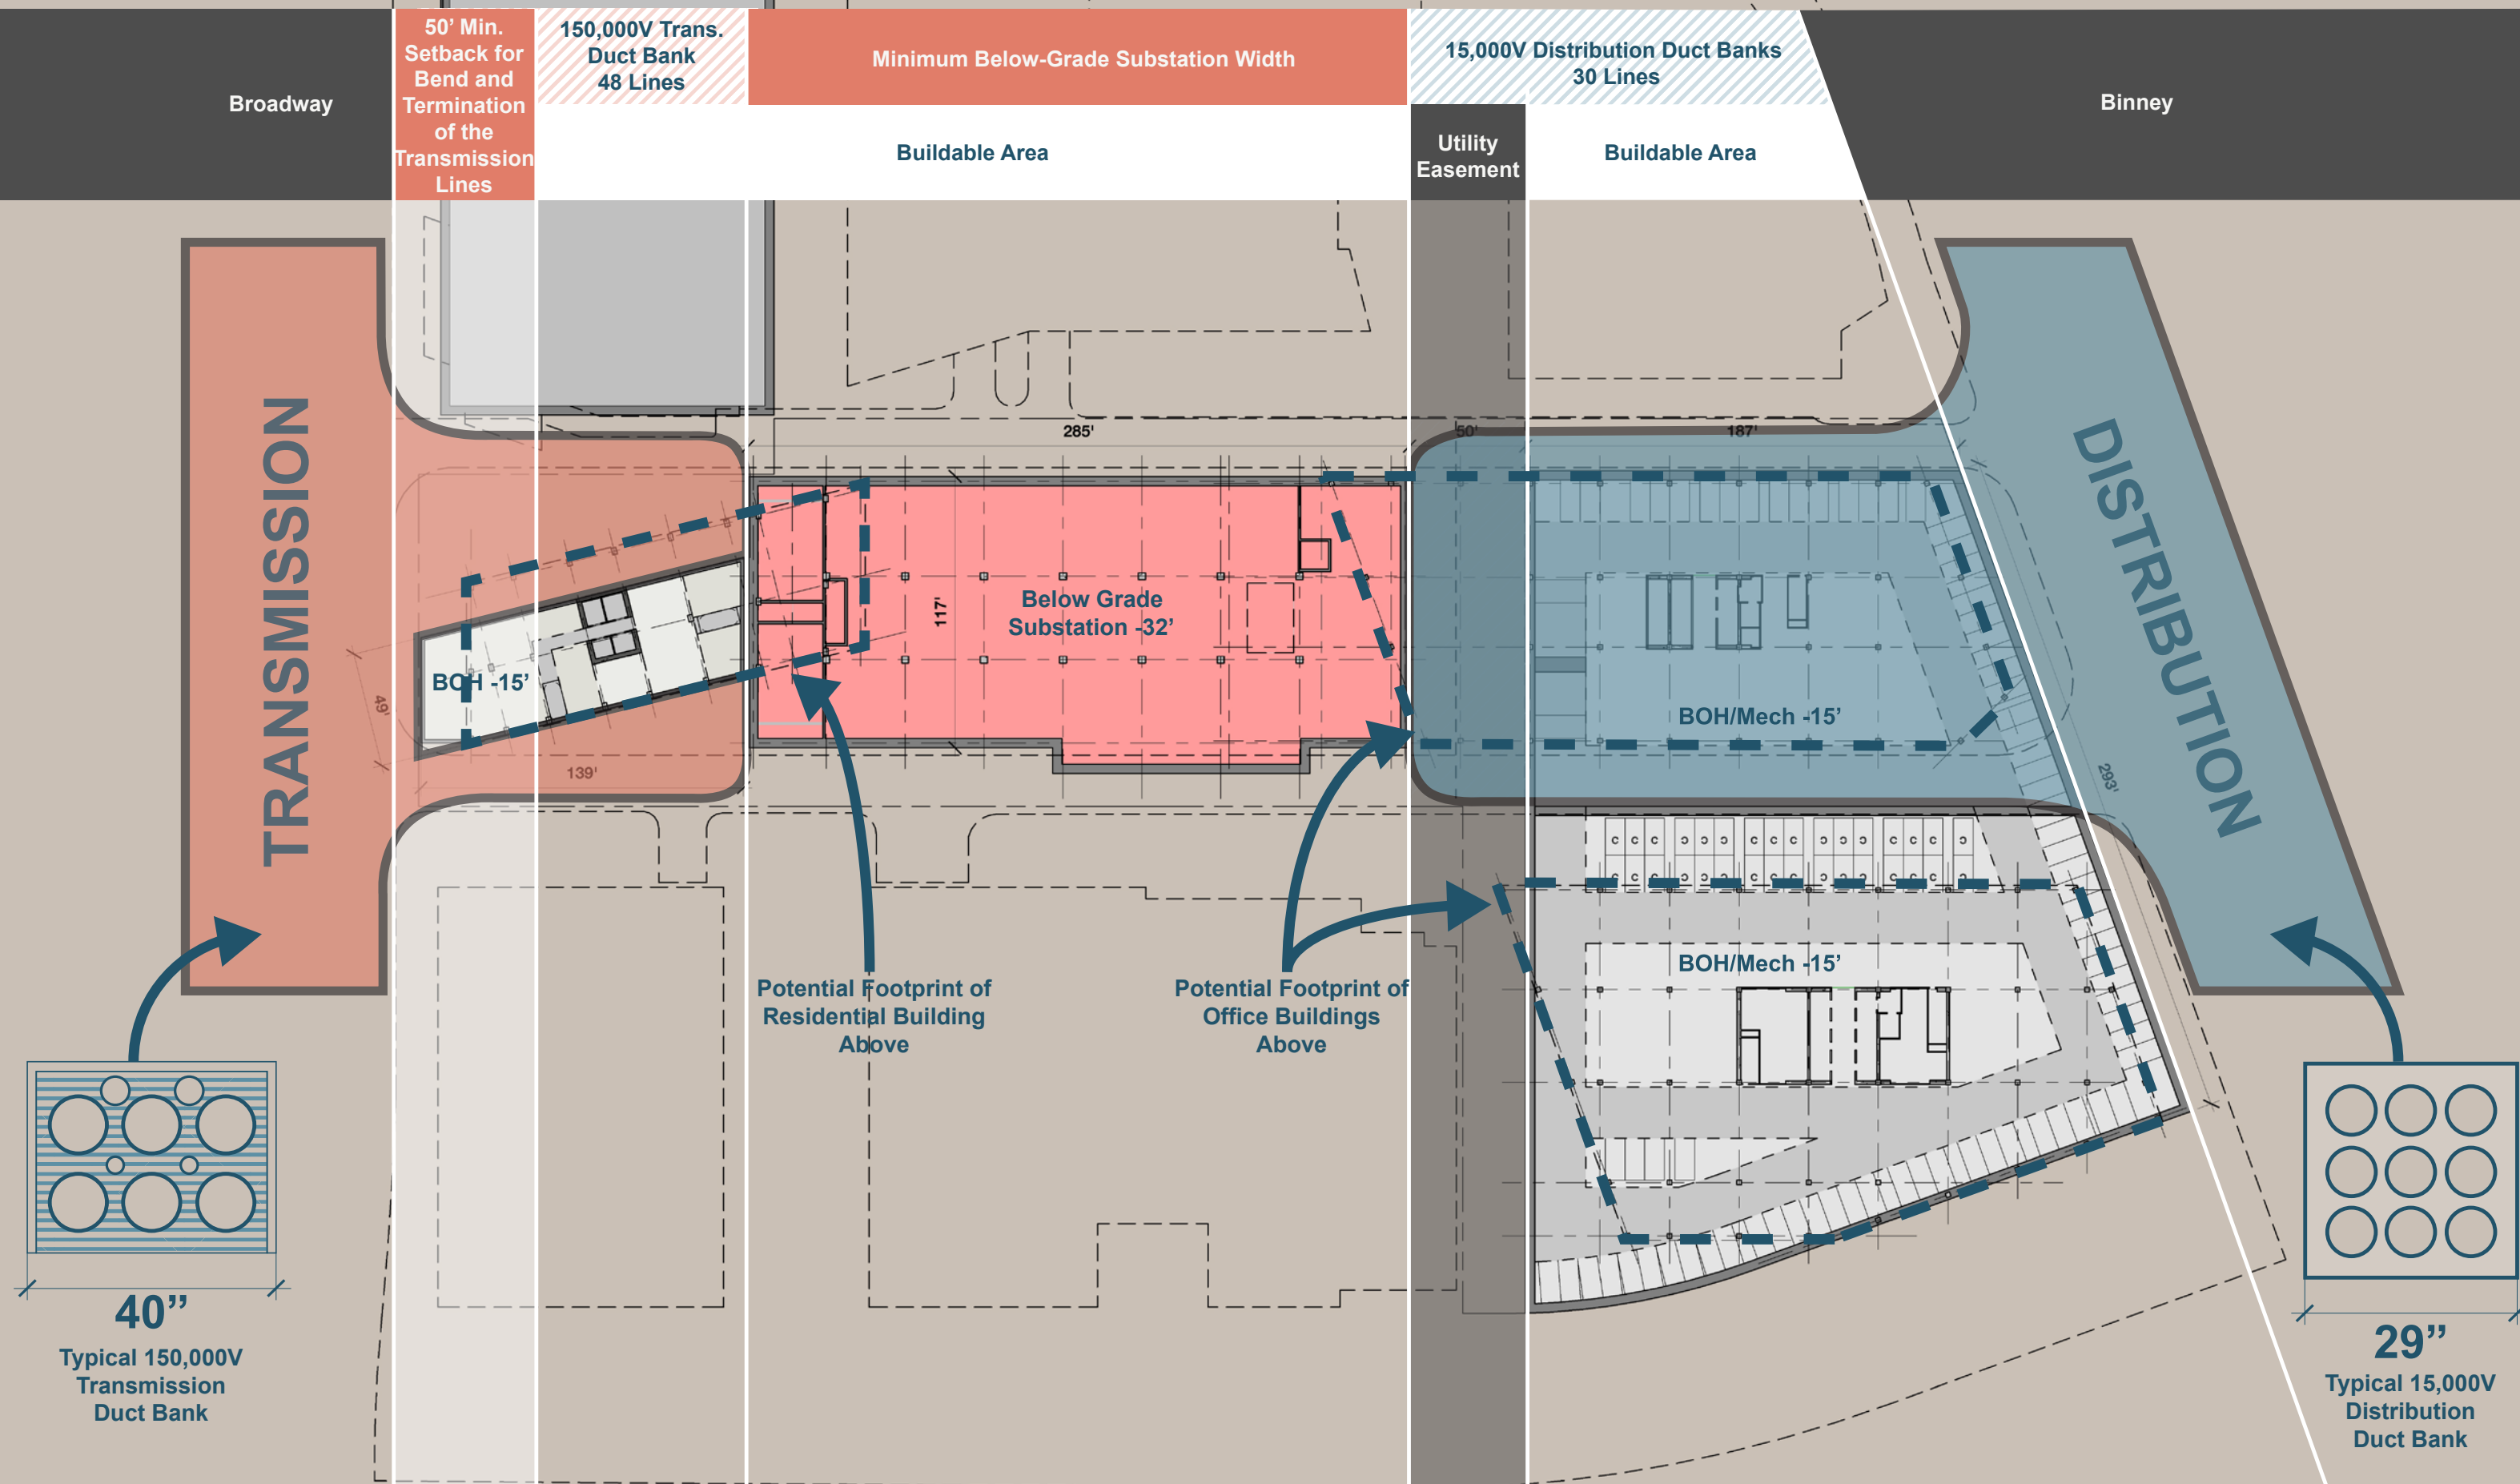 Broadway
50’ Min.
Setback for
Bend and
Termination
of the
Transmission
Lines
150,000V Trans.
Duct Bank
48 Lines
Minimum Below-Grade Substation Width
15,000V Distribution Duct Banks
30 Lines
Binney
Buildable Area
Utility
Easement
Buildable Area
TRANSMISSION
DISTRIBUTION
285'
50'
187'
117'
Below Grade
Substation -32’
BOH -15’
49'
139'
BOH/Mech -15’
293'
C C C C C C C C C C C C C
C C C C C C C C C C C C C
BOH/Mech -15’
Potential Footprint of
Residential Building
Above
Potential Footprint of
Office Buildings
Above
40”
Typical 150,000V
Transmission
Duct Bank
29”
Typical 15,000V
Distribution
Duct Bank